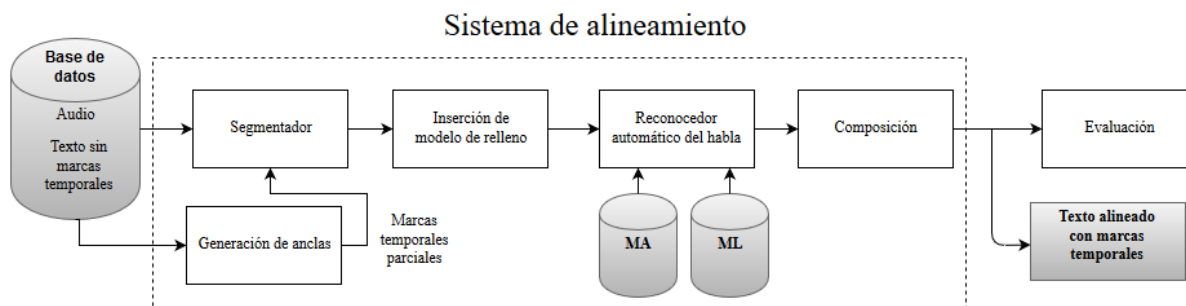 Sistema de alineamiento
Base de
datos
Audio
Texto sin
marcas
temporales
Segmentador
Inserción de
modelo de relleno
Reconocedor
automático del habla
Composición
Evaluación
Generación de anclas
Marcas
temporales
parciales
MA
ML
Texto alineado
con marcas
temporales